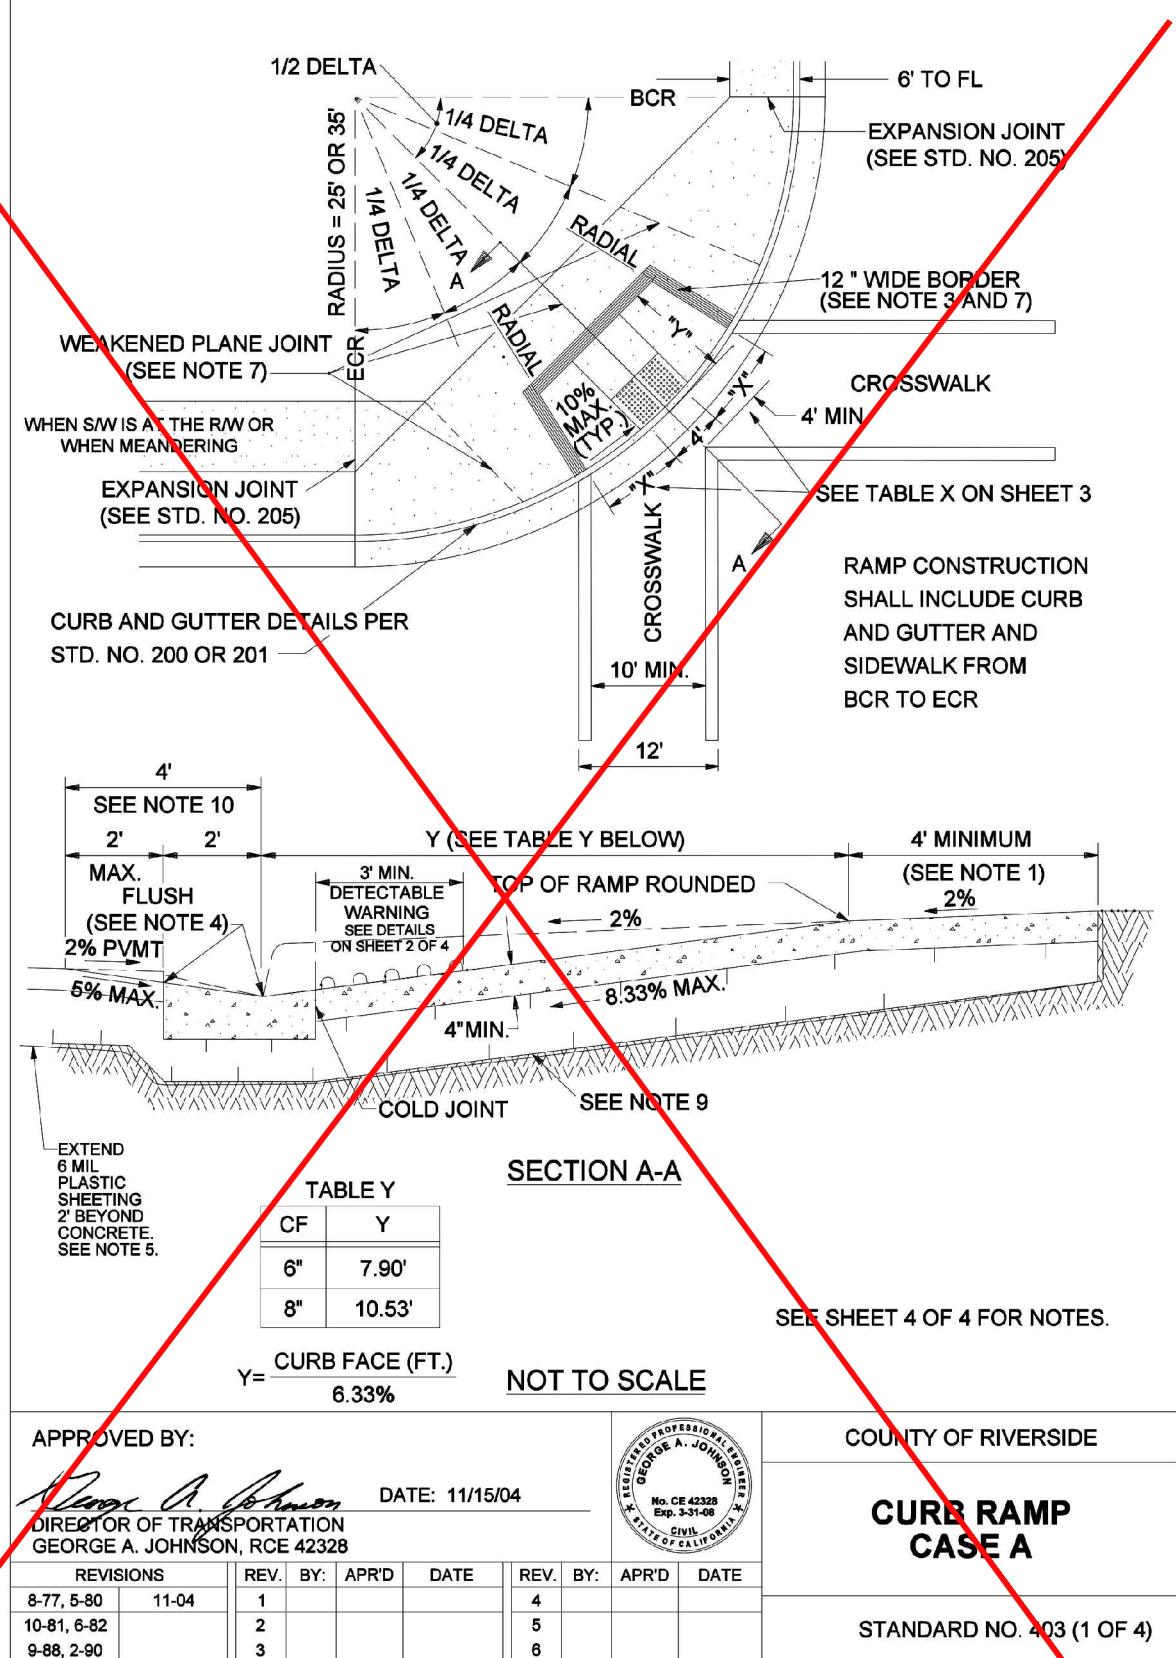 1/2 DELTA
BCR
6' TO FL
1/4 DELTA
EXPANSION JOINT
(SEE STD. NO. 205)
1/4 DELTA
1/4 DELTA
1/4 DELTA
RADIUS = 25' OR 35'
RADIAL
A
12 " WIDE BORDER
(SEE NOTE 3 AND 7)
RADIAL
"Y"
WEAKENED PLANE JOINT
(SEE NOTE 7)
ECR
CROSSWALK
"X"
10%
MAX.
(TYP.)
4' MIN.
WHEN S/W IS AT THE R/W OR
WHEN MEANDERING
4'
EXPANSION JOINT
(SEE STD. NO. 205)
"X"
SEE TABLE X ON SHEET 3
CROSSWALK
A
RAMP CONSTRUCTION
SHALL INCLUDE CURB
AND GUTTER AND
SIDEWALK FROM
BCR TO ECR
CURB AND GUTTER DETAILS PER
STD. NO. 200 OR 201
10' MIN.
12'
4'
SEE NOTE 10
2'
2'
Y (SEE TABLE Y BELOW)
4' MINIMUM
(SEE NOTE 1)
MAX.
FLUSH
(SEE NOTE 4)
3' MIN.
DETECTABLE
WARNING
SEE DETAILS
ON SHEET 2 OF 4
TOP OF RAMP ROUNDED
2%
2%
2% PVMT
5% MAX.
8.33% MAX.
4"MIN.
COLD JOINT
SEE NOTE 9
EXTEND
6 MIL
PLASTIC
SHEETING
2' BEYOND
CONCRETE.
SEE NOTE 5.
SECTION A-A
TABLE Y
CF Y
6" 7.90'
8" 10.53'
SEE SHEET 4 OF 4 FOR NOTES.
Y= CURB FACE (FT.)
6.33%
NOT TO SCALE
APPROVED BY:
George A. Johnson
DATE: 11/15/04
DIRECTOR OF TRANSPORTATION
GEORGE A. JOHNSON, RCE 42328
REGISTERED PROFESSIONAL ENGINEER
GEORGE A. JOHNSON
No. CE 42328
Exp. 3-31-08
CIVIL
STATE OF CALIFORNIA
COUNTY OF RIVERSIDE
CURB RAMP
CASE A
STANDARD NO. 403 (1 OF 4)
REVISIONS REV. BY: APR'D DATE REV. BY: APR'D DATE
8-77, 5-80 11-04 1 4
10-81, 6-82 2 5
9-88, 2-90 3 6